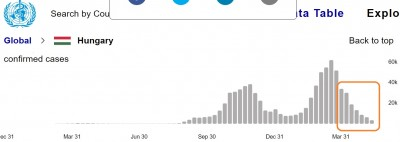 Search by Cou
ata Table
Explo
Global > Hungary
Back to top
confirmed cases
60k
40k
20k
Dec 31
Mar 31
Jun 30
Sep 30
Dec 31
Mar 31